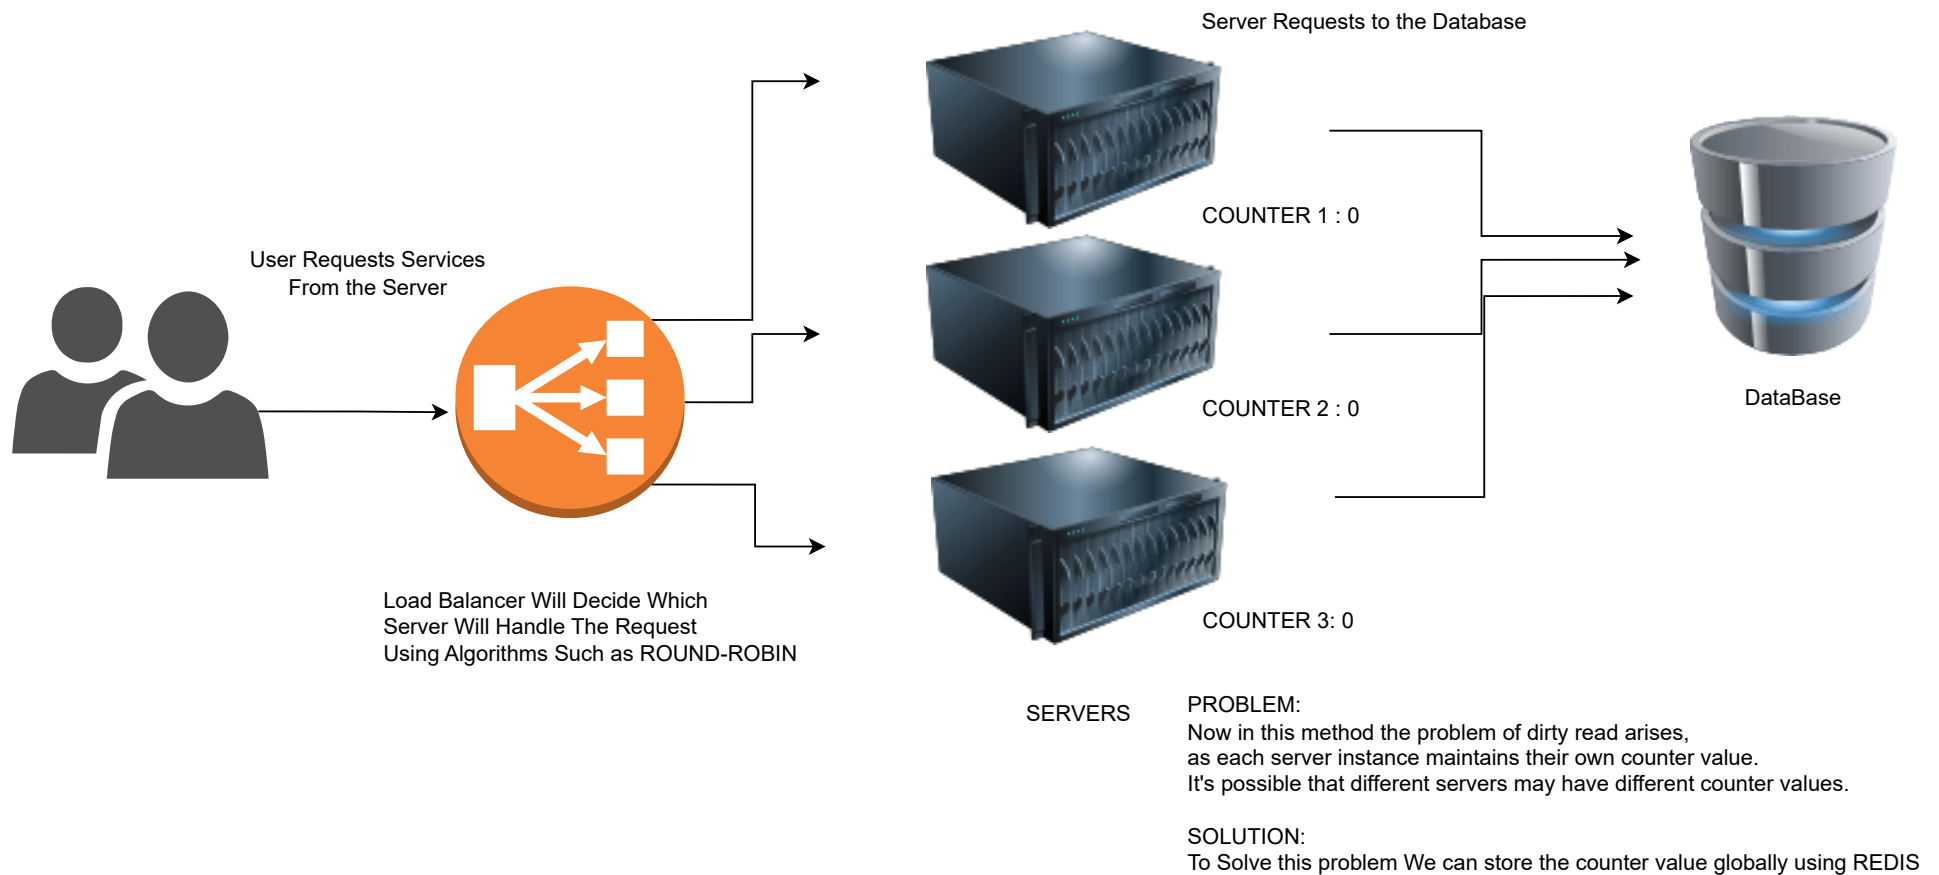 Server Requests to the Database
User Requests Services
From the Server
COUNTER 1 : 0
COUNTER 2 : 0
COUNTER 3: 0
DataBase
Load Balancer Will Decide Which
Server Will Handle The Request
Using Algorithms Such as ROUND-ROBIN
SERVERS
PROBLEM:
Now in this method the problem of dirty read arises,
as each server instance maintains their own counter value.
It's possible that different servers may have different counter values.
SOLUTION:
To Solve this problem We can store the counter value globally using REDIS